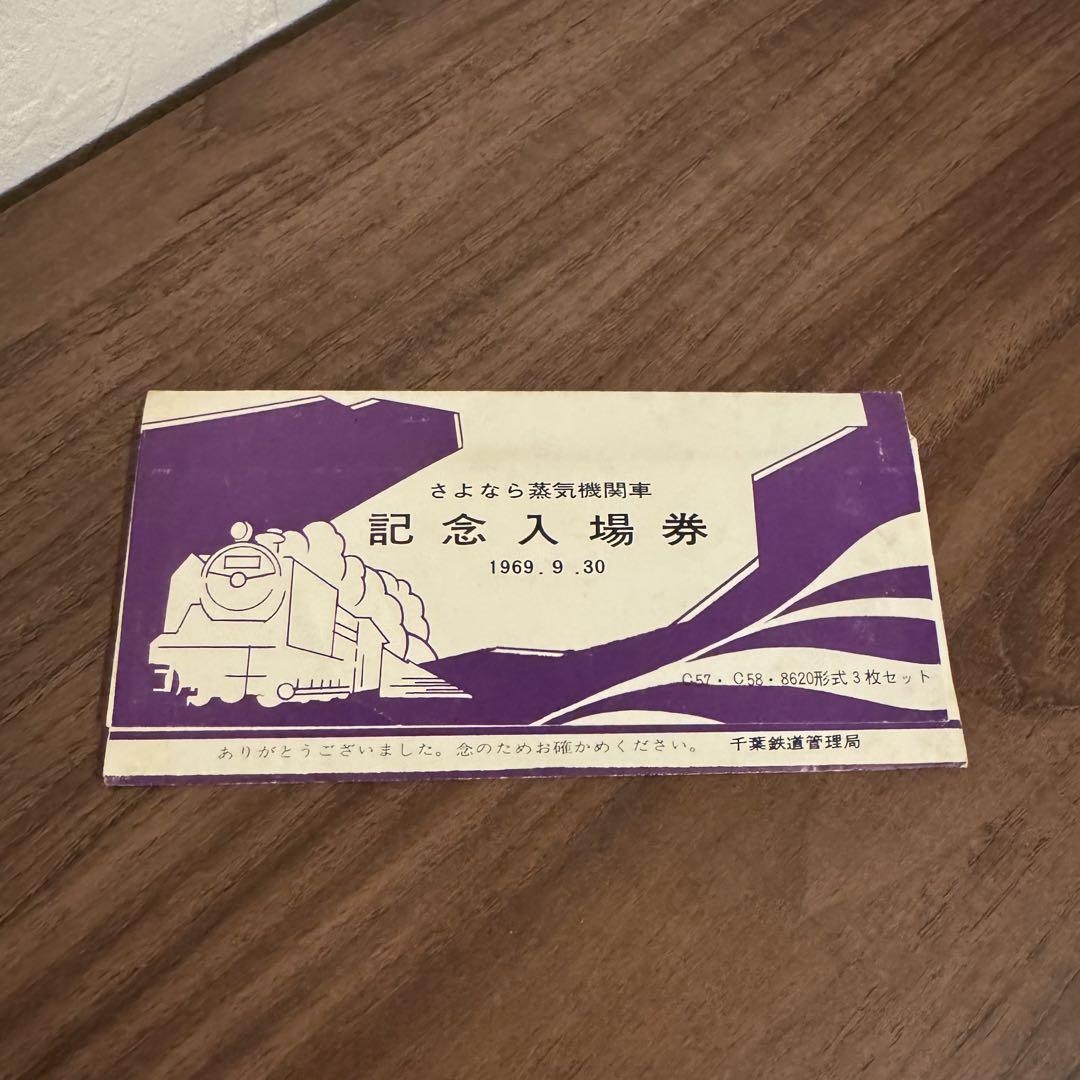 さよなら蒸気機関車
記念入場券
1969.9.30
C57・C58・8620形式3枚セット
ありがとうございました。念のためお確かめください。 千葉鉄道管理局